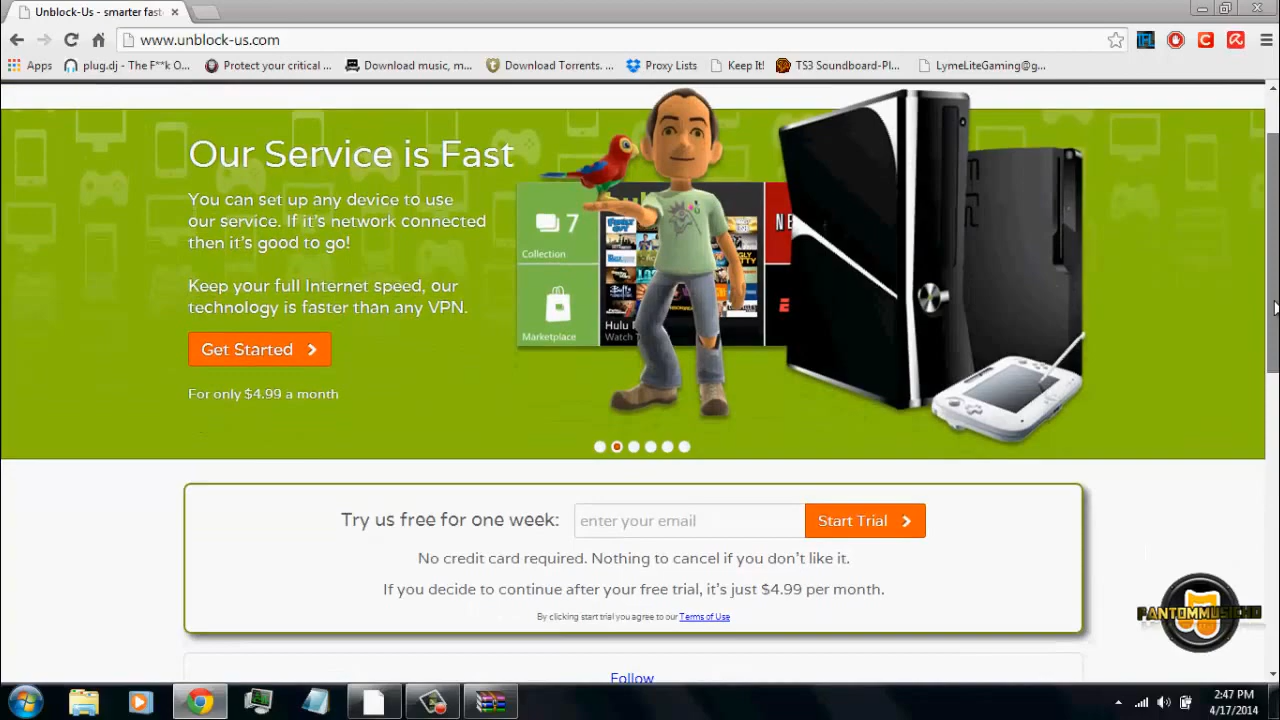 Unblock-Us - smarter fast
www.unblock-us.com
Apps
plug.dj - The F**k O...
Protect your critical ...
Download music, m...
Download Torrents. ...
Proxy Lists
Keep It!
TS3 Soundboard-Pl...
LymeLiteGaming@g...
Our Service is Fast
You can set up any device to use
our service. If it's network connected
then it's good to go!
Keep your full Internet speed, our
technology is faster than any VPN.
Get Started
For only $4.99 a month
7
Collection
Marketplace
Hulu
Watch
NE
Try us free for one week:
enter your email
Start Trial
No credit card required. Nothing to cancel if you don't like it.
If you decide to continue after your free trial, it's just $4.99 per month.
By clicking start trial you agree to our Terms of Use
PANTOMMUSICHD
Follow
2:47 PM
4/17/2014